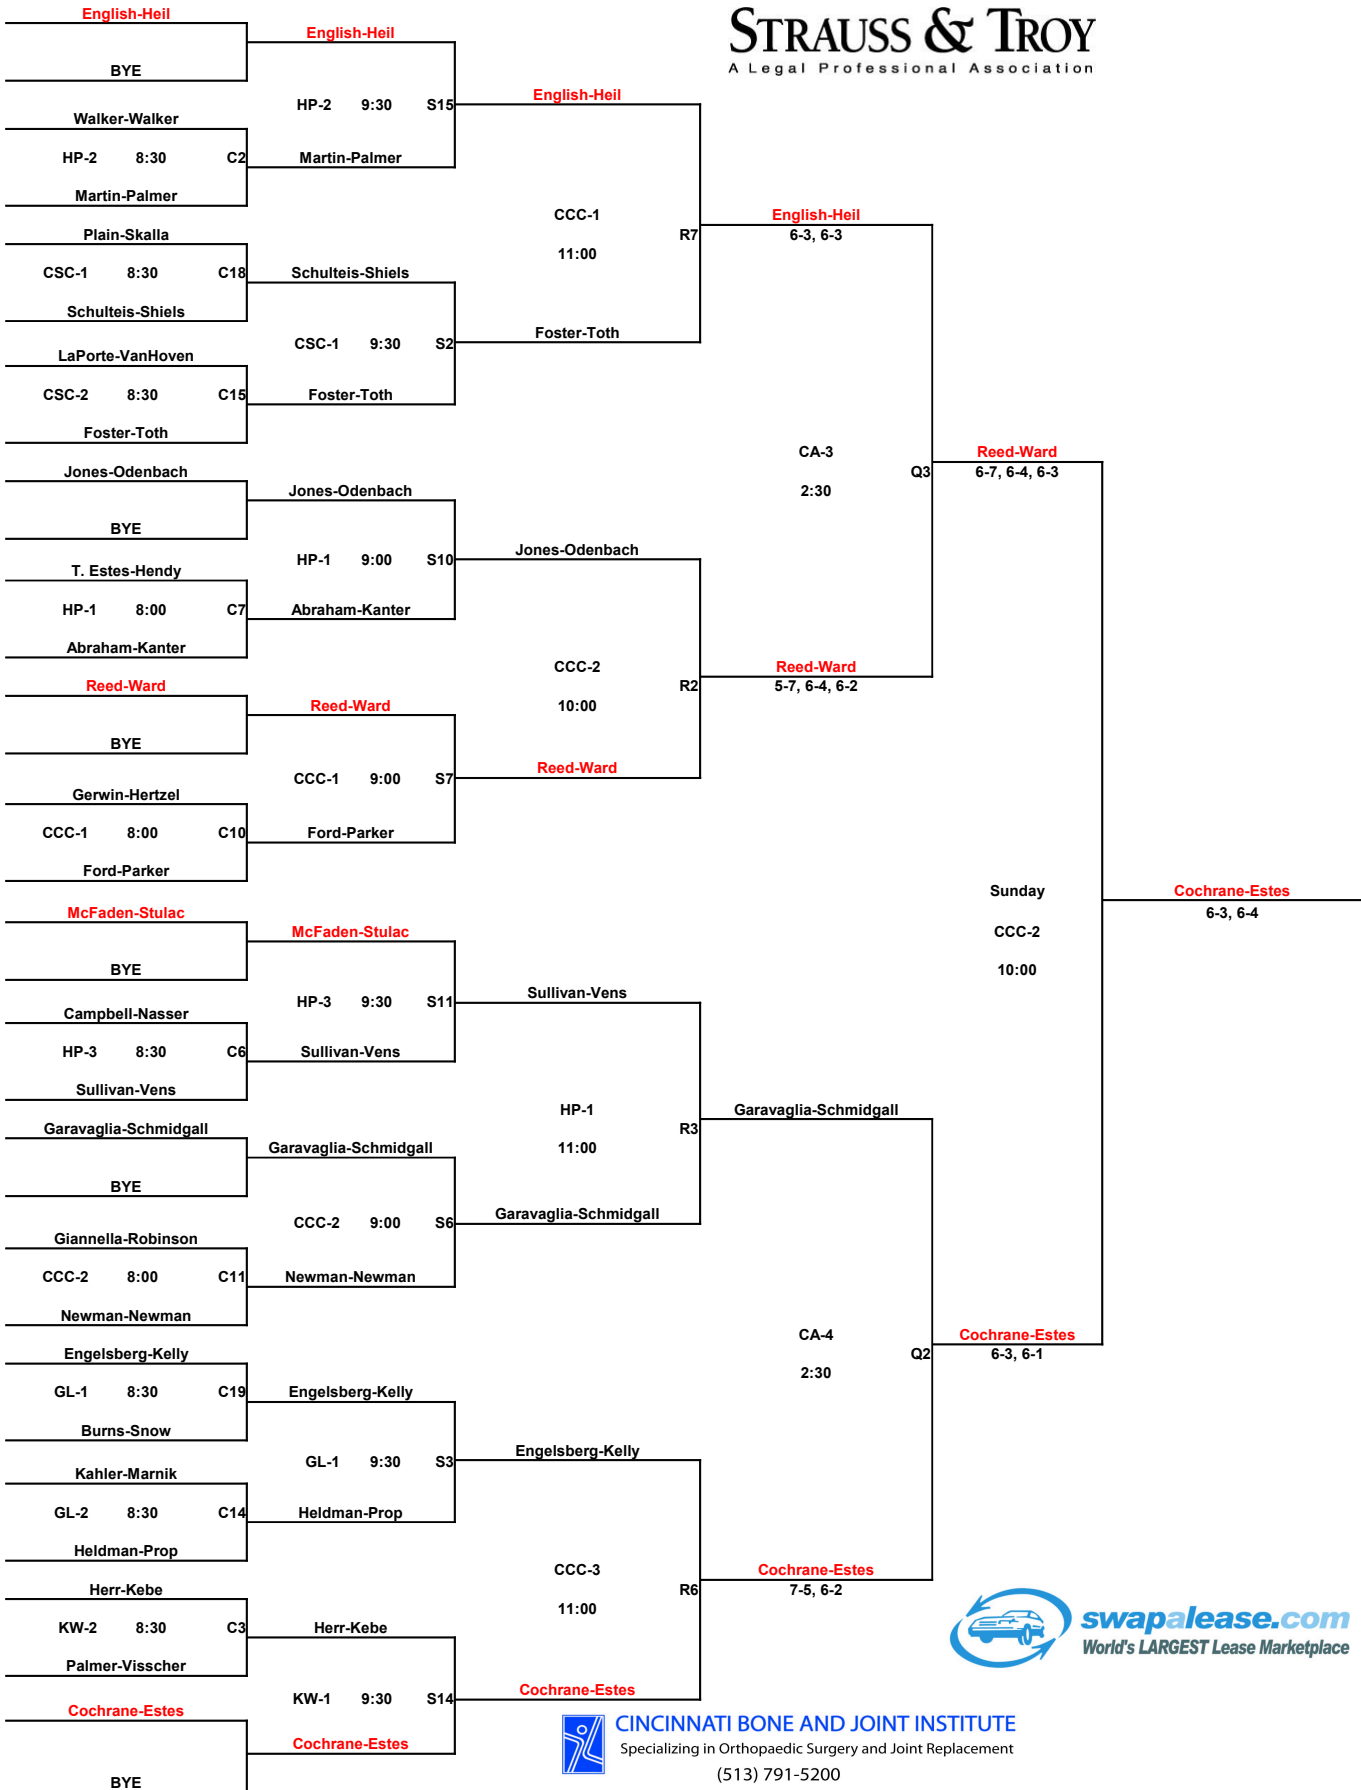 English-Heil
STRAUSS & TROY
A Legal Professional Association
English-Heil
BYE
HP-2 9:30 S15
English-Heil
Walker-Walker
HP-2 8:30 C2
Martin-Palmer
Martin-Palmer
CCC-1
English-Heil
Plain-Skalla
R7
6-3, 6-3
11:00
CSC-1 8:30 C18
Schulteis-Shiels
Schulteis-Shiels
Foster-Toth
CSC-1 9:30 S2
LaPorte-VanHoven
CSC-2 8:30 C15
Foster-Toth
Foster-Toth
CA-3
Reed-Ward
Q3
6-7, 6-4, 6-3
Jones-Odenbach
2:30
Jones-Odenbach
BYE
Jones-Odenbach
HP-1 9:00 S10
T. Estes-Hendy
HP-1 8:00 C7
Abraham-Kanter
Abraham-Kanter
CCC-2
Reed-Ward
R2
5-7, 6-4, 6-2
Reed-Ward
10:00
Reed-Ward
BYE
Reed-Ward
CCC-1 9:00 S7
Gerwin-Hertzel
CCC-1 8:00 C10
Ford-Parker
Ford-Parker
Sunday
Cochrane-Estes
6-3, 6-4
McFaden-Stulac
CCC-2
McFaden-Stulac
BYE
10:00
Sullivan-Vens
HP-3 9:30 S11
Campbell-Nasser
HP-3 8:30 C6
Sullivan-Vens
Sullivan-Vens
HP-1
Garavaglia-Schmidgall
R3
Garavaglia-Schmidgall
11:00
Garavaglia-Schmidgall
BYE
Garavaglia-Schmidgall
CCC-2 9:00 S6
Giannella-Robinson
CCC-2 8:00 C11
Newman-Newman
Newman-Newman
CA-4
Cochrane-Estes
Q2
6-3, 6-1
Engelsberg-Kelly
2:30
GL-1 8:30 C19
Engelsberg-Kelly
Burns-Snow
Engelsberg-Kelly
GL-1 9:30 S3
Kahler-Marnik
GL-2 8:30 C14
Heldman-Prop
Heldman-Prop
CCC-3
Cochrane-Estes
R6
7-5, 6-2
Herr-Kebe
11:00
KW-2 8:30 C3
Herr-Kebe
swapalease.com
World's LARGEST Lease Marketplace
Palmer-Visscher
Cochrane-Estes
KW-1 9:30 S14
Cochrane-Estes
Cochrane-Estes
BYE
CINCINNATI BONE AND JOINT INSTITUTE
Specializing in Orthopaedic Surgery and Joint Replacement
(513) 791-5200